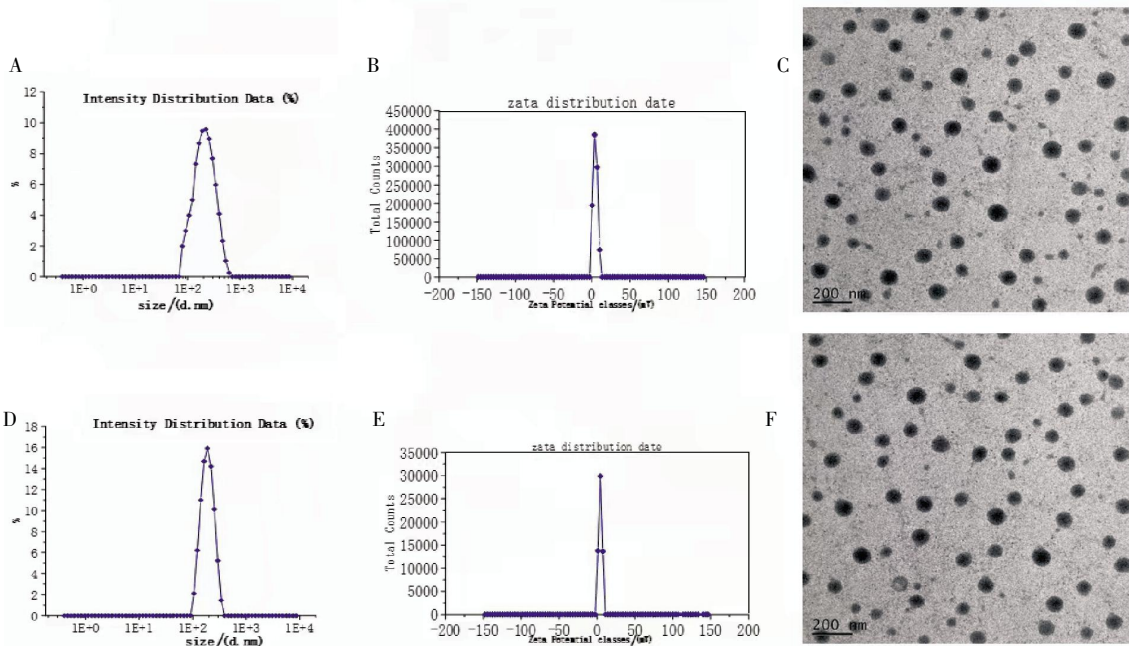 A
Intensity Distribution Data (%)
12
10
8
6
4
2
0
%
1E+0 1E+1 1E+2 1E+3 1E+4
size/(d.nm)
B
zata distribution date
450000
400000
350000
300000
250000
200000
150000
100000
50000
0
Total Counts
-200 -150 -100 -50 0 50 100 150 200
Zeta Potential classes/(mT)
C
200 nm
D
Intensity Distribution Data (%)
18
16
14
12
10
8
6
4
2
0
%
1E+0 1E+1 1E+2 1E+3 1E+4
size/(d.nm)
E
zata distribution date
35000
30000
25000
20000
15000
10000
5000
0
Total Counts
-200 -150 -100 -50 0 50 100 150 200
Zeta Potential classes/(mT)
F
200 nm